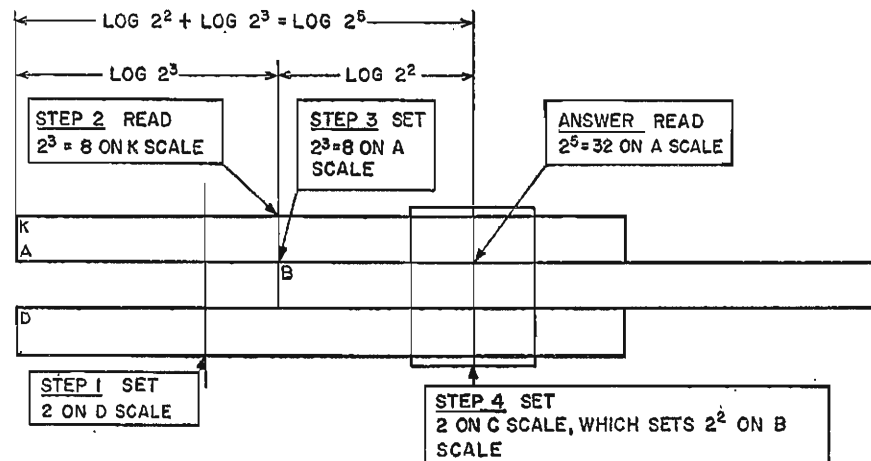 LOG 2² + LOG 2³ = LOG 2⁵
LOG 2³
LOG 2²
STEP 2 READ
2³ = 8 ON K SCALE
STEP 3 SET
2³=8 ON A
SCALE
ANSWER READ
2⁵=32 ON A SCALE
K
A
B
D
STEP 1 SET
2 ON D SCALE
STEP 4 SET
2 ON C SCALE, WHICH SETS 2² ON B
SCALE